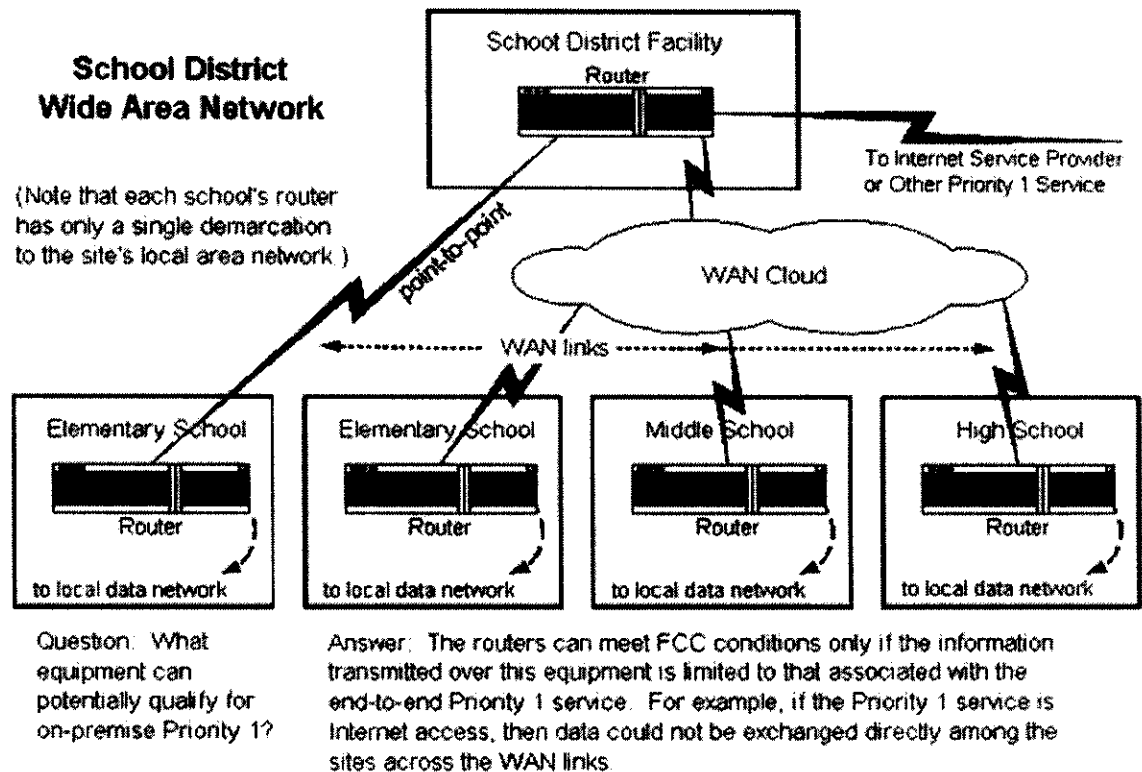 School District
Wide Area Network
(Note that each school's router
has only a single demarcation
to the site's local area network.)
School District Facility
Router
To Internet Service Provider
or Other Priority 1 Service
point-to-point
WAN Cloud
WAN links
Elementary School
Router
to local data network
Elementary School
Router
to local data network
Middle School
Router
to local data network
High School
Router
to local data network
Question: What
equipment can
potentially qualify for
on-premise Priority 1?
Answer: The routers can meet FCC conditions only if the information
transmitted over this equipment is limited to that associated with the
end-to-end Priority 1 service. For example, if the Priority 1 service is
Internet access, then data could not be exchanged directly among the
sites across the WAN links.